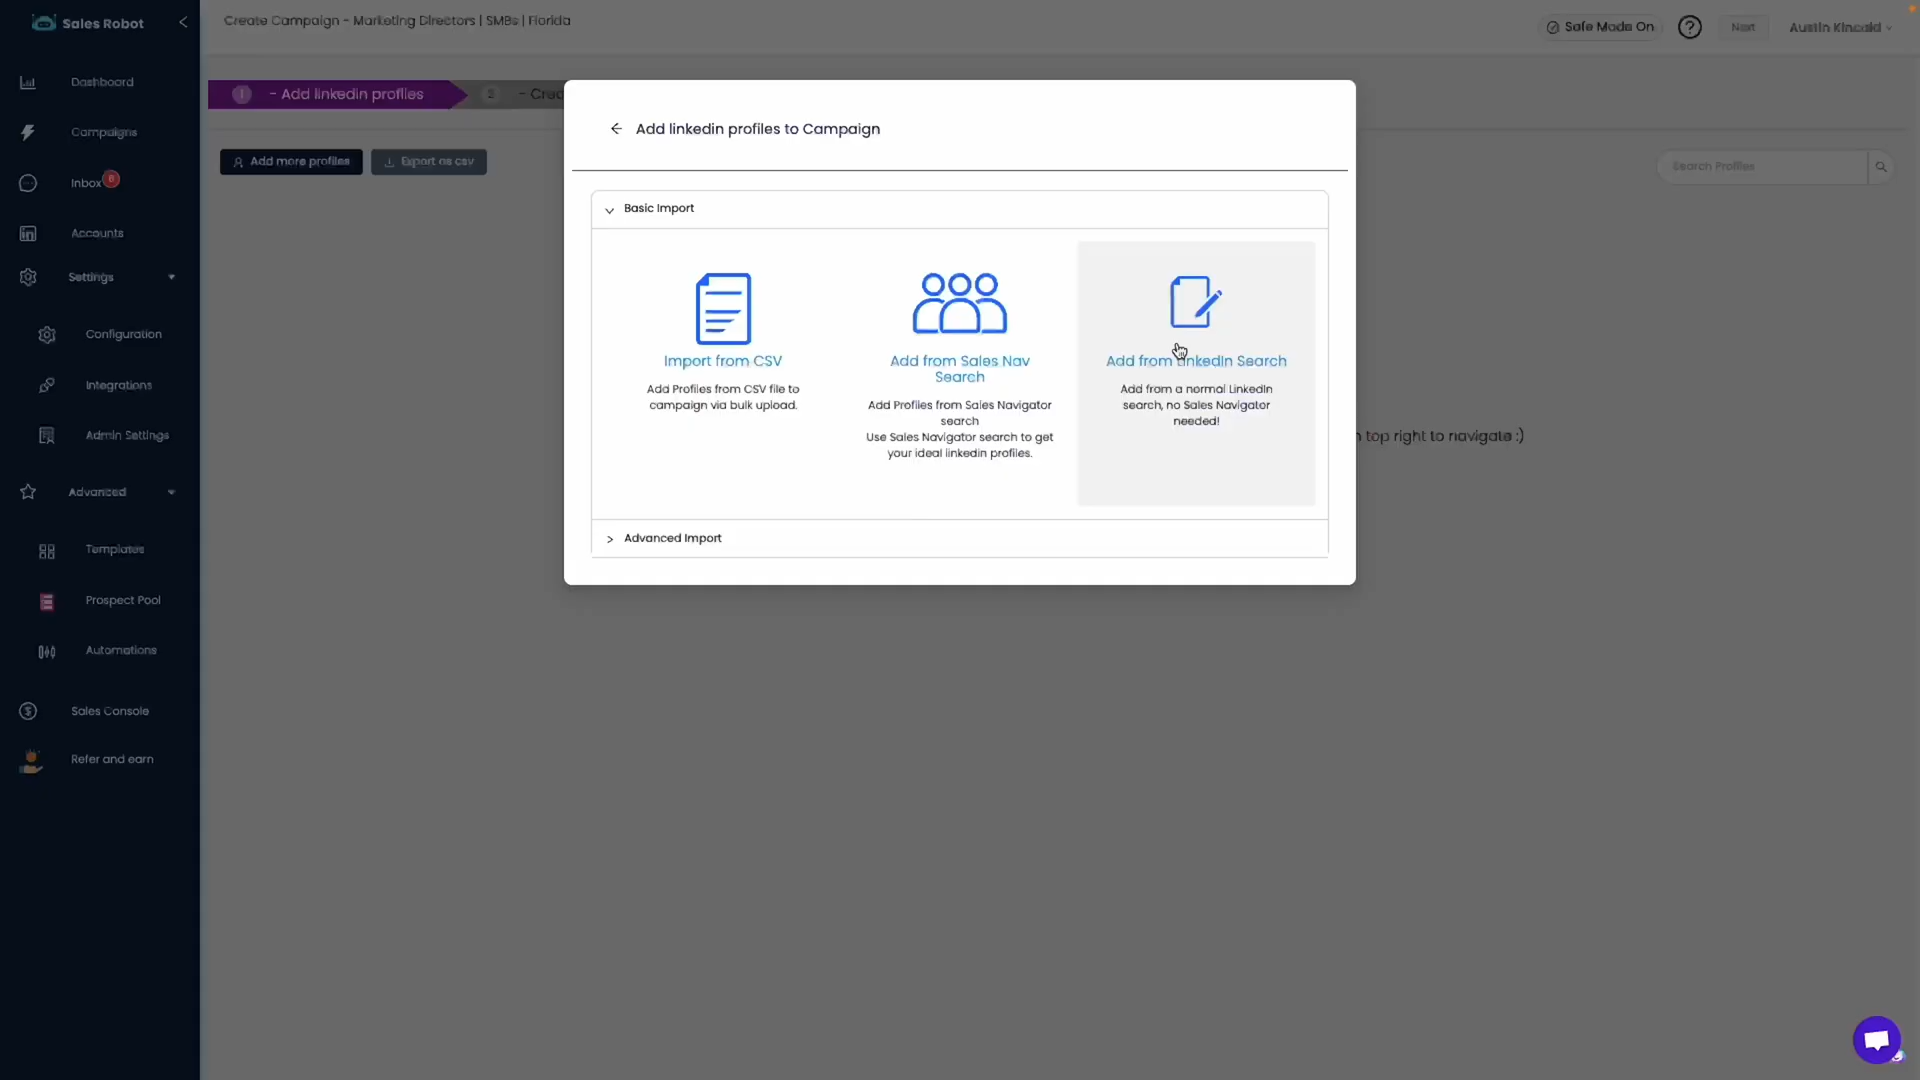 Sales Robot
Create Campaign - Marketing Directors | SMBs | Florida
Safe Mode On
Next
Austin Kincaid
Dashboard
Campaigns
Inbox
Accounts
Settings
Configuration
Integrations
Admin Settings
Advanced
Templates
Prospect Pool
Automations
Sales Console
Refer and earn
1 - Add linkedin profiles
2 - Crea
Add more profiles
Export as csv
Search Profiles
Add linkedin profiles to Campaign
Basic Import
Import from CSV
Add Profiles from CSV file to
campaign via bulk upload.
Add from Sales Nav
Search
Add Profiles from Sales Navigator
search
Use Sales Navigator search to get
your ideal linkedin profiles.
Add from LinkedIn Search
Add from a normal LinkedIn
search, no Sales Navigator
needed!
Advanced Import
n top right to navigate :)